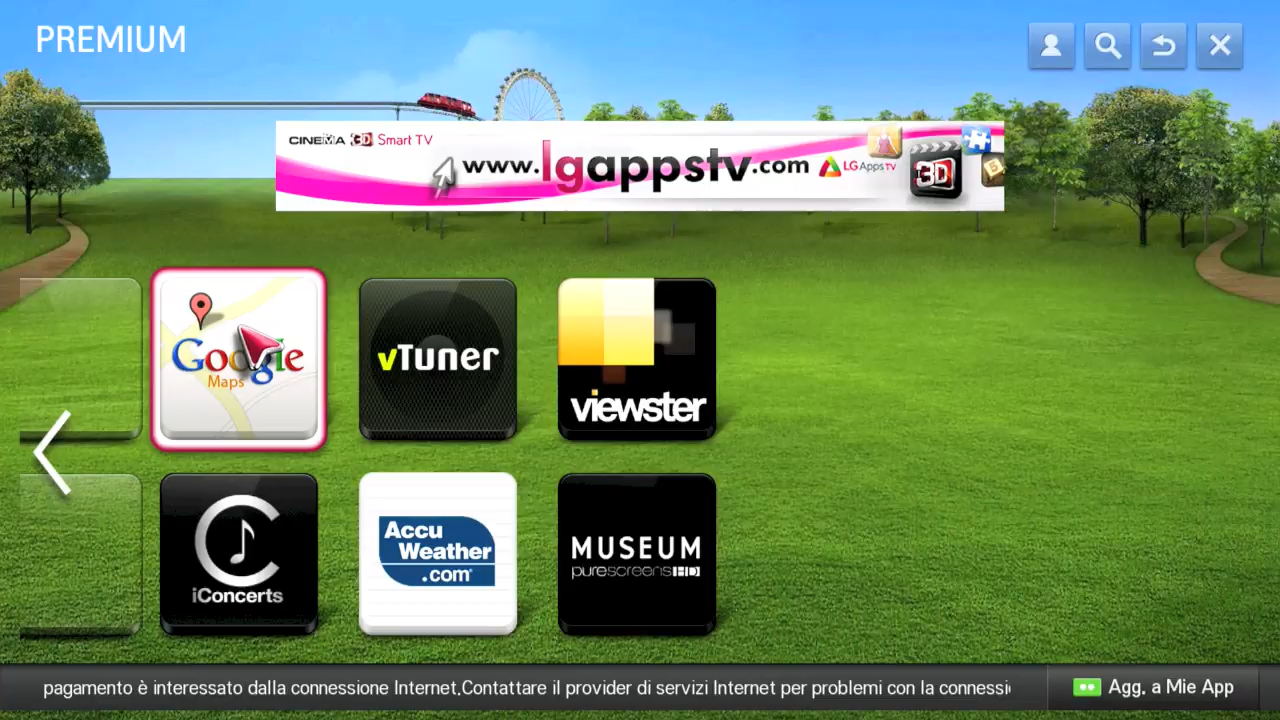 PREMIUM
CINEMA 3D Smart TV
www.lgappstv.com
LG Apps TV
3D
Google
Maps
vTuner
viewster
iConcerts
Accu
Weather
.com
MUSEUM
purescreensHD
pagamento è interessato dalla connessione Internet.Contattare il provider di servizi Internet per problemi con la connessi
Agg. a Mie App